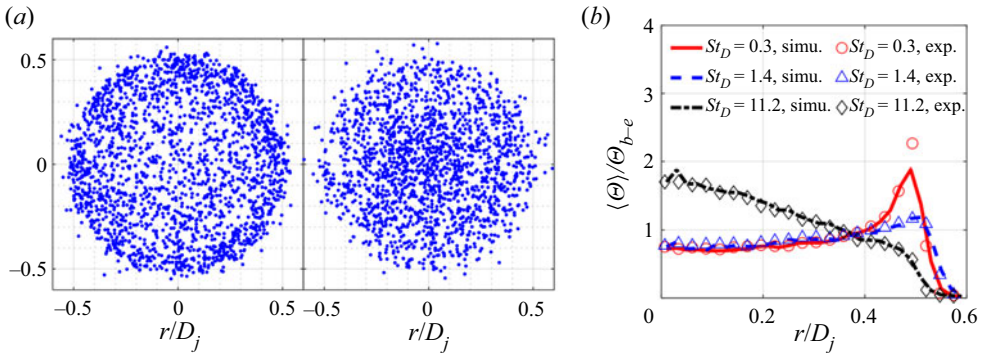 (a)
(b)
0.5
0
−0.5
−0.5
0
0.5
−0.5
0
0.5
r/D_j
r/D_j
⟨Θ⟩/Θ_{b−e}
4
3
2
1
0
0.2
0.4
0.6
r/D_j
St_D = 0.3, simu.
St_D = 0.3, exp.
St_D = 1.4, simu.
St_D = 1.4, exp.
St_D = 11.2, simu.
St_D = 11.2, exp.